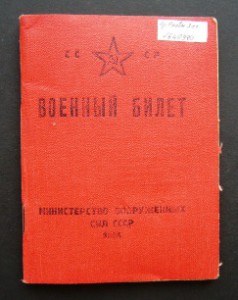 СС СР
ВОЕННЫЙ БИЛЕТ
МИНИСТЕРСТВО ВООРУЖЕННЫХ
СИЛ СССР